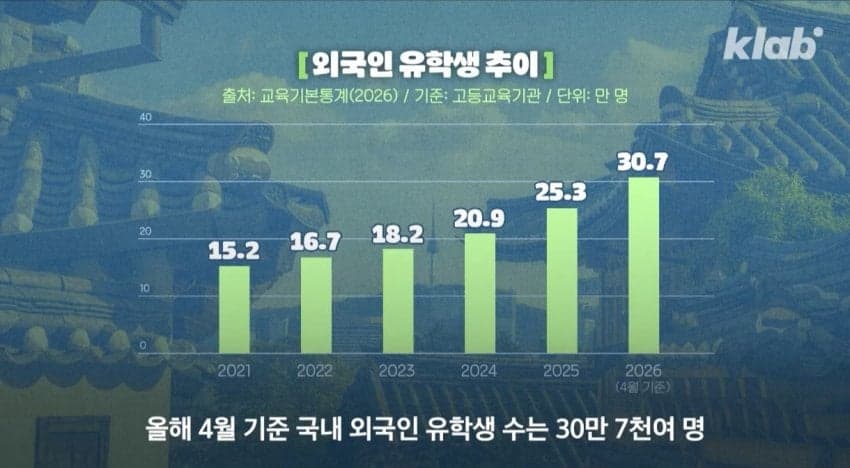 klab
[ 외국인 유학생 추이 ]
출처: 교육기본통계(2026) / 기준: 고등교육기관 / 단위: 만 명
40
30
20
10
0
15.2
16.7
18.2
20.9
25.3
30.7
2021 2022 2023 2024 2025 2026
(4월 기준)
올해 4월 기준 국내 외국인 유학생 수는 30만 7천여 명